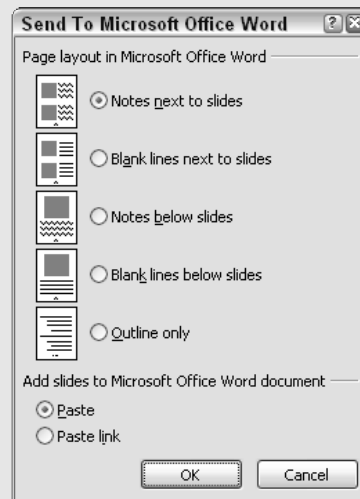 Send To Microsoft Office Word
Page layout in Microsoft Office Word
Notes next to slides
Blank lines next to slides
Notes below slides
Blank lines below slides
Outline only
Add slides to Microsoft Office Word document
Paste
Paste link
OK Cancel